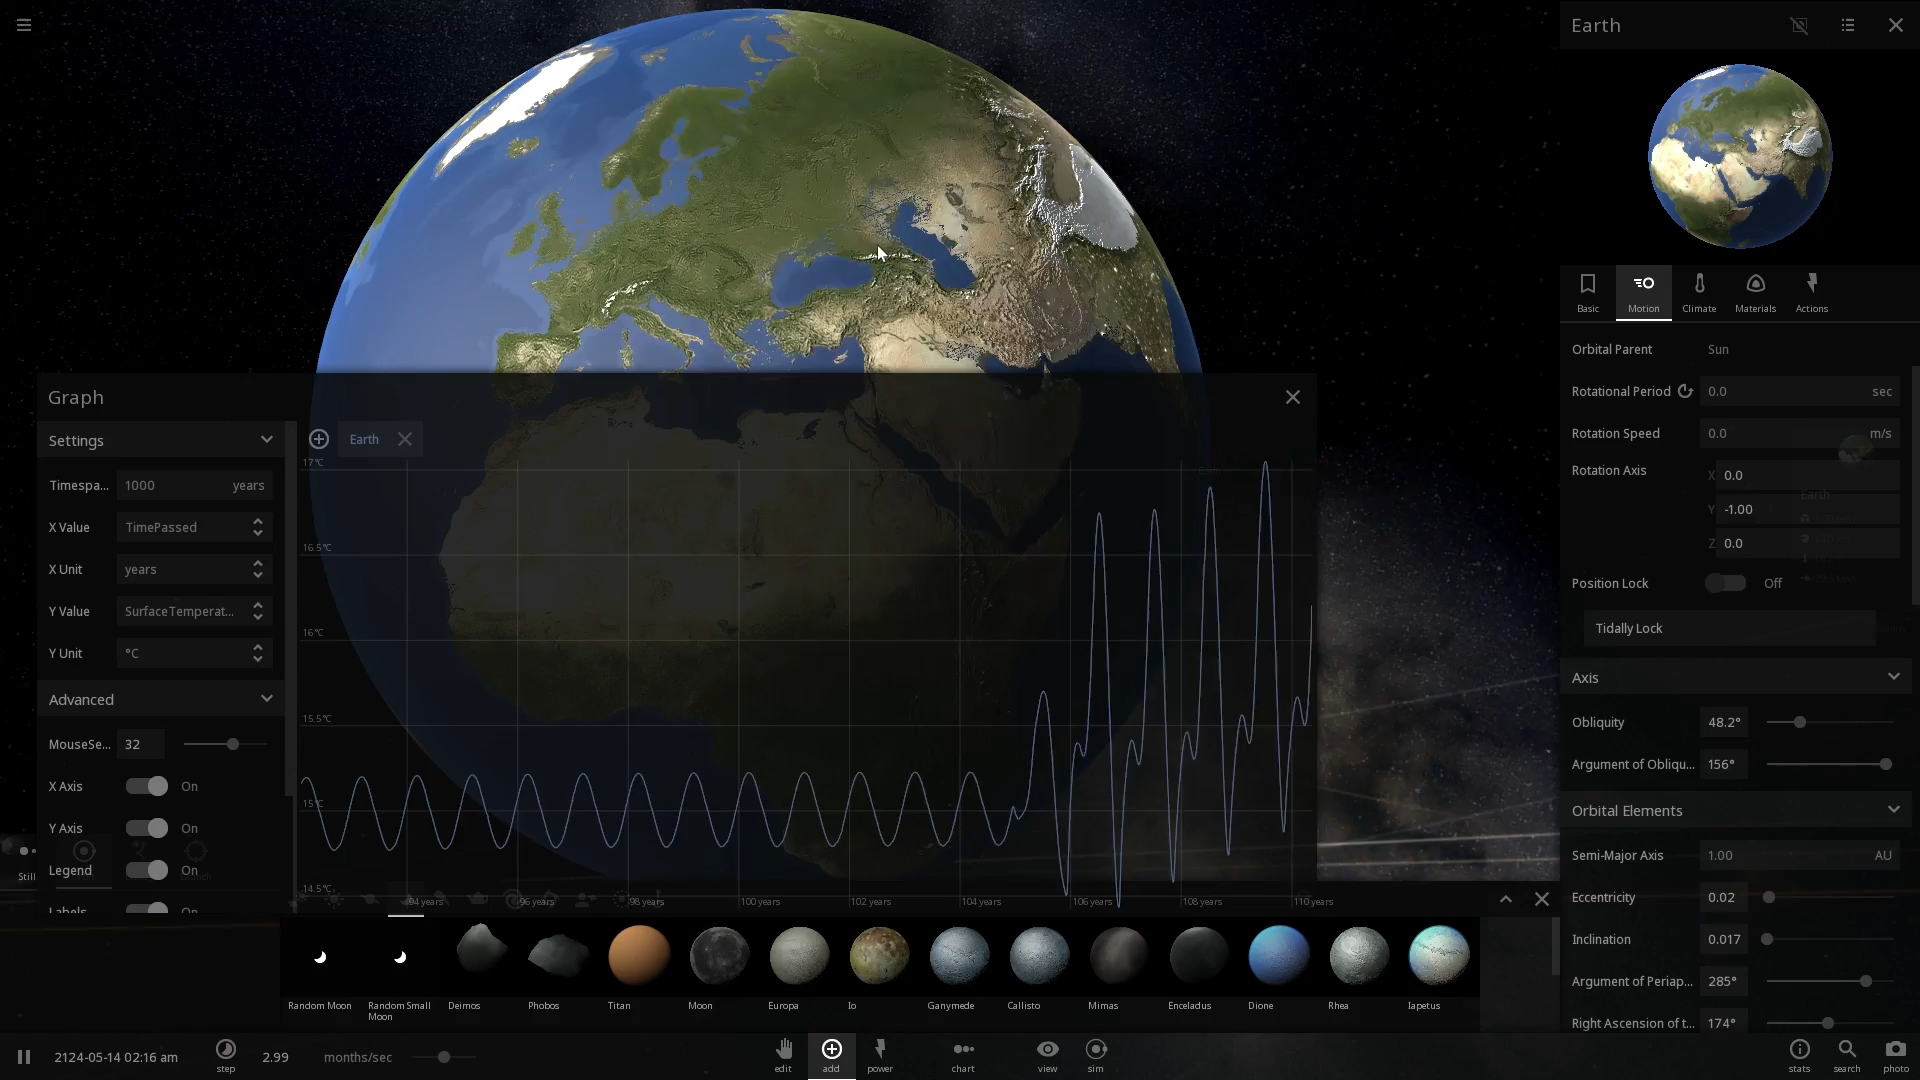 Earth
Basic
Motion
Climate
Materials
Actions
Orbital Parent Sun
Rotational Period 0.0 sec
Rotation Speed 0.0 m/s
Rotation Axis X 0.0
Y -1.00
Z 0.0
Earth
Position Lock Off
Tidally Lock
Axis
Obliquity 48.2°
Argument of Obliqu... 156°
Orbital Elements
Semi-Major Axis 1.00 AU
Eccentricity 0.02
Inclination 0.017
Argument of Periap... 285°
Right Ascension of t... 174°
Graph
Settings
Timespa... 1000 years
X Value TimePassed
X Unit years
Y Value SurfaceTemperat...
Y Unit °C
Advanced
MouseSe... 32
X Axis On
Y Axis On
Legend On
Labels On
Still
Earth
17°C
16.5°C
16°C
15.5°C
15°C
14.5°C
94 years
96 years
98 years
100 years
102 years
104 years
106 years
108 years
110 years
Random Moon
Random Small
Moon
Deimos
Phobos
Titan
Moon
Europa
Io
Ganymede
Callisto
Mimas
Enceladus
Dione
Rhea
Iapetus
2124-05-14 02:16 am
step
2.99 months/sec
edit
add
power
chart
view
sim
stats
search
photo